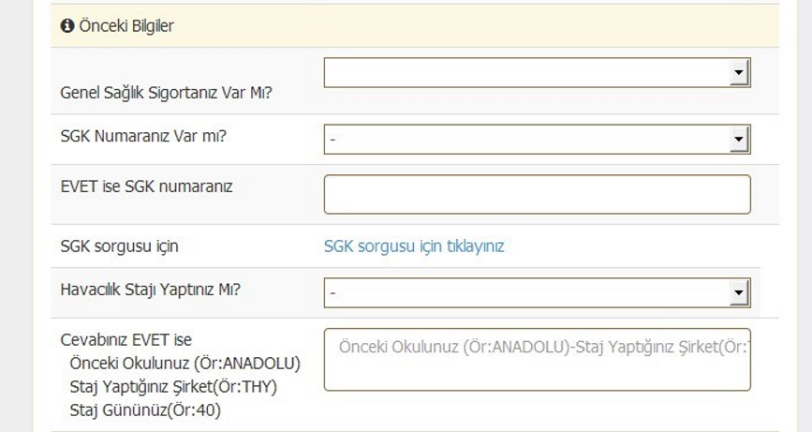 Önceki Bilgiler
Genel Sağlık Sigortanız Var Mı?
SGK Numaranız Var mı?
-
EVET ise SGK numaranız
SGK sorgusu için
SGK sorgusu için tıklayınız
Havacılık Stajı Yaptınız Mı?
-
Cevabınız EVET ise
Önceki Okulunuz (Ör:ANADOLU)
Staj Yaptığınız Şirket(Ör:THY)
Staj Gününüz(Ör:40)
Önceki Okulunuz (Ör:ANADOLU)-Staj Yaptığınız Şirket(Ör: